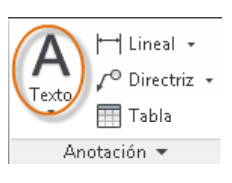 A
Texto
Lineal
Directriz
Tabla
Anotación